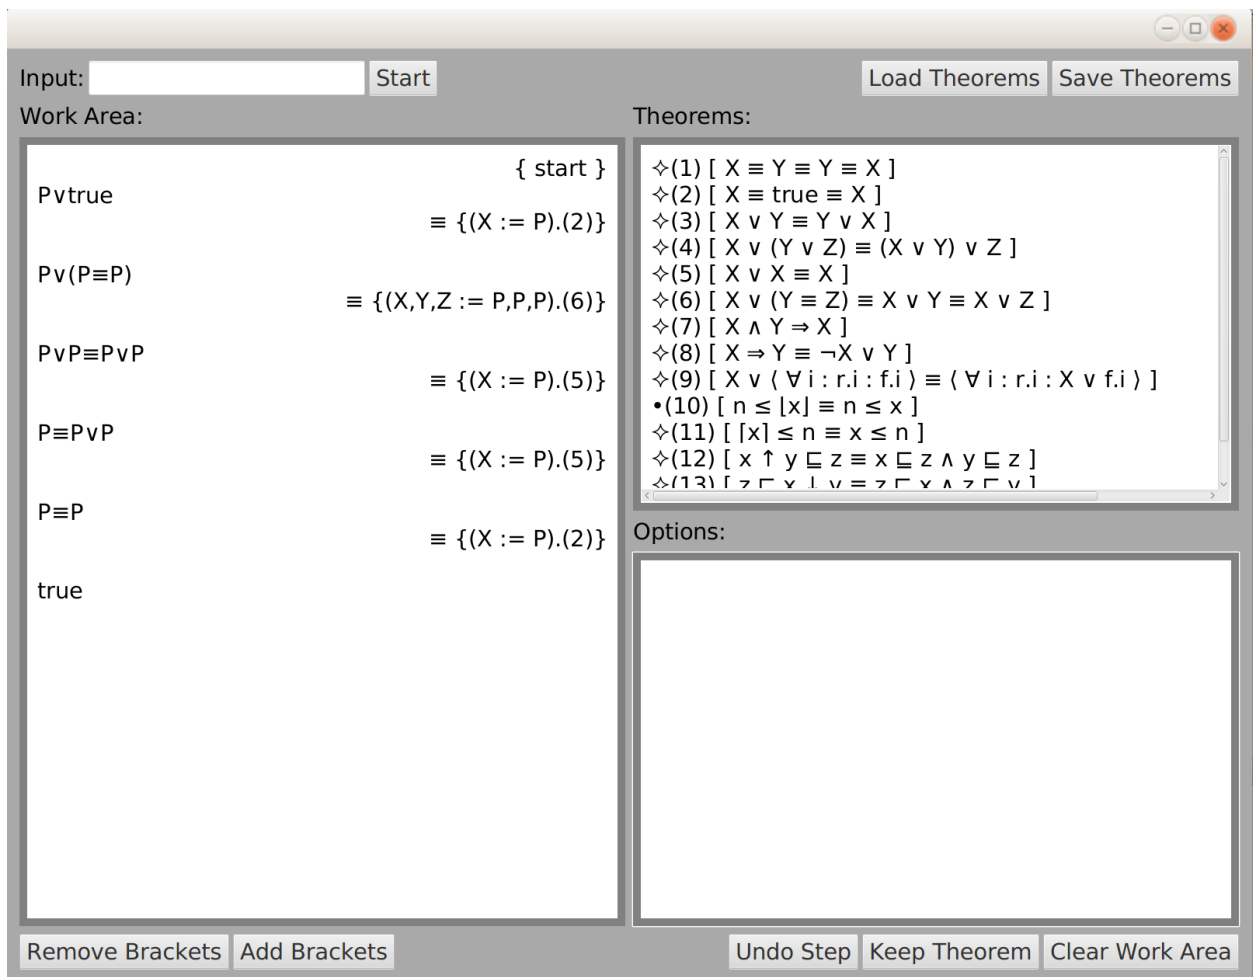 Input: Start Load Theorems Save Theorems
Work Area:
{ start }
P∨true
≡ {(X := P).(2)}
P∨(P≡P)
≡ {(X,Y,Z := P,P,P).(6)}
P∨P≡P∨P
≡ {(X := P).(5)}
P≡P∨P
≡ {(X := P).(5)}
P≡P
≡ {(X := P).(2)}
true
Theorems:
✧(1) [ X ≡ Y ≡ Y ≡ X ]
✧(2) [ X ≡ true ≡ X ]
✧(3) [ X ∨ Y ≡ Y ∨ X ]
✧(4) [ X ∨ (Y ∨ Z) ≡ (X ∨ Y) ∨ Z ]
✧(5) [ X ∨ X ≡ X ]
✧(6) [ X ∨ (Y ≡ Z) ≡ X ∨ Y ≡ X ∨ Z ]
✧(7) [ X ∧ Y ⇒ X ]
✧(8) [ X ⇒ Y ≡ ¬X ∨ Y ]
✧(9) [ X ∨ ⟨ ∀ i : r.i : f.i ⟩ ≡ ⟨ ∀ i : r.i : X ∨ f.i ⟩ ]
•(10) [ n ≤ ⌊x⌋ ≡ n ≤ x ]
✧(11) [ ⌈x⌉ ≤ n ≡ x ≤ n ]
✧(12) [ x ↑ y ⊑ z ≡ x ⊑ z ∧ y ⊑ z ]
✧(13) [ z ⊑ x ↓ y ≡ z ⊑ x ∧ z ⊑ y ]
Options:
Remove Brackets Add Brackets Undo Step Keep Theorem Clear Work Area